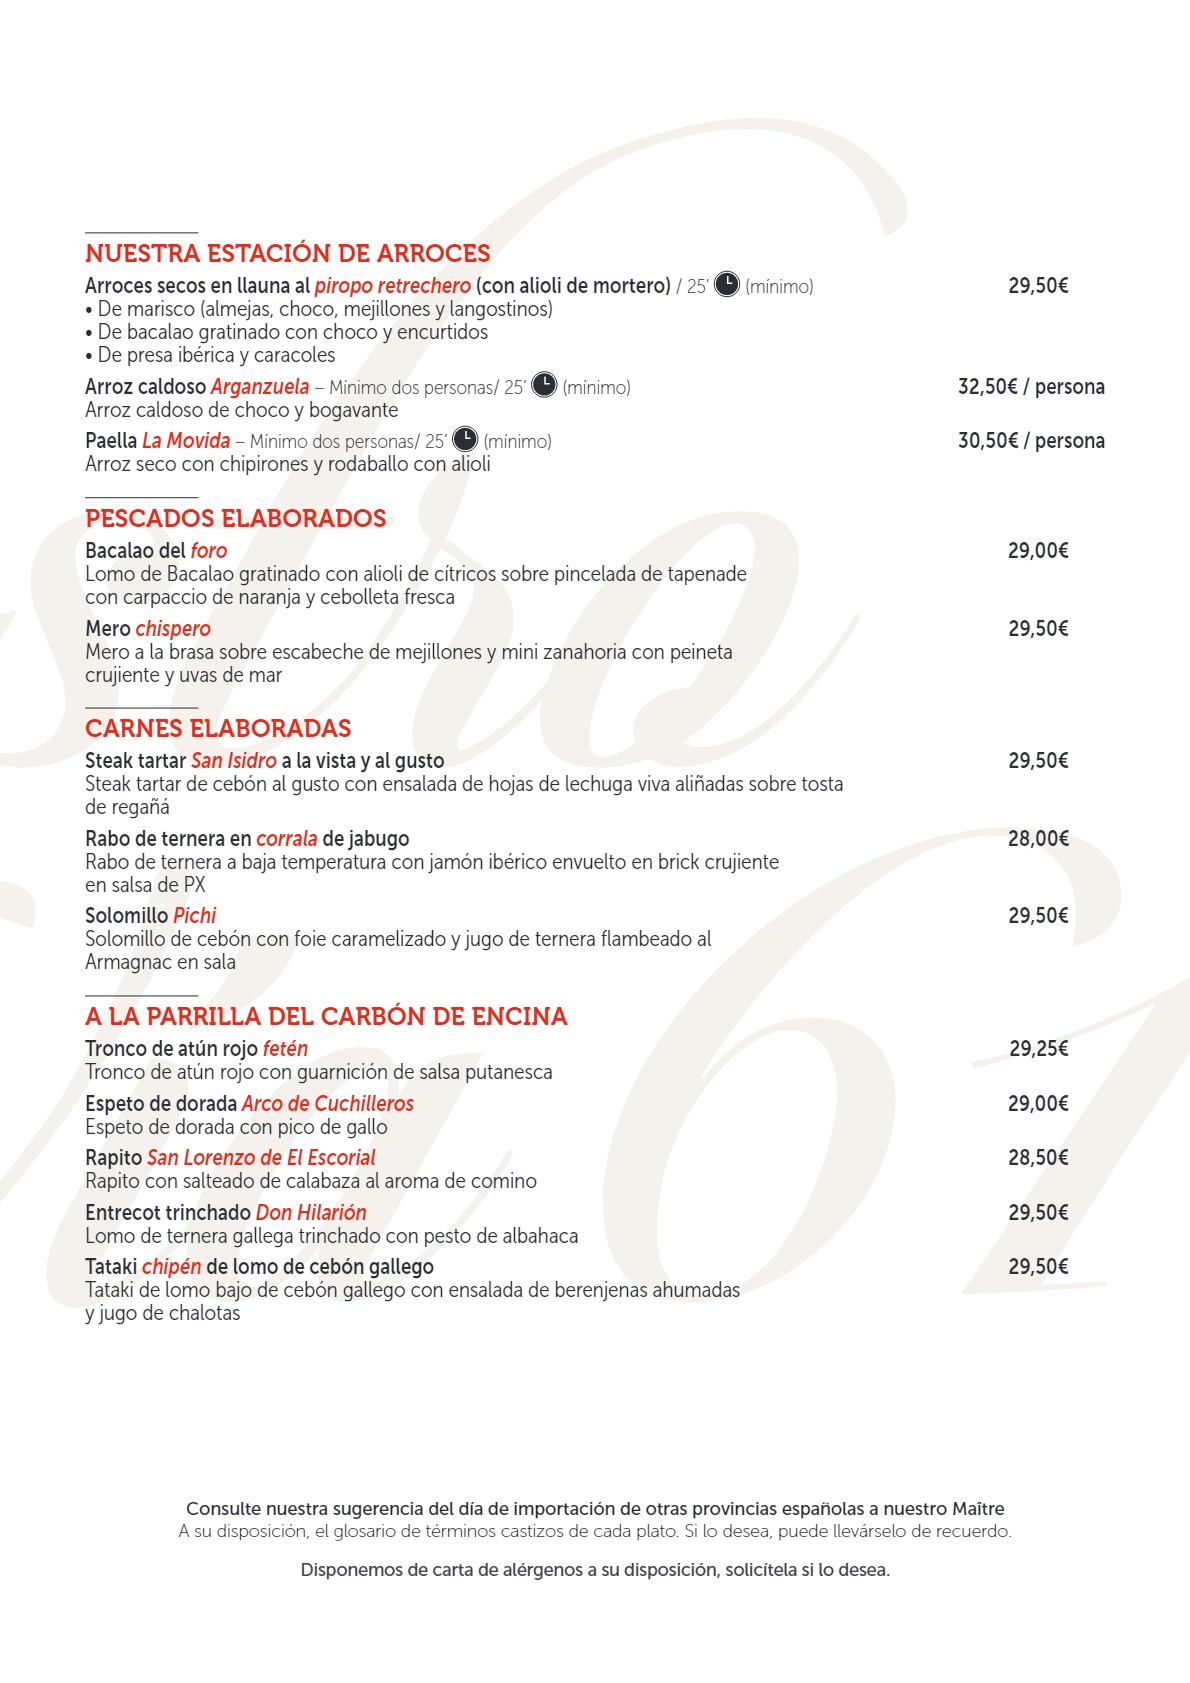 NUESTRA ESTACIÓN DE ARROCES
Arroces secos en llauna al piropo retrechero (con alioli de mortero) / 25’ (mínimo) 29,50€
• De marisco (almejas, choco, mejillones y langostinos)
• De bacalao gratinado con choco y encurtidos
• De presa ibérica y caracoles
Arroz caldoso Arganzuela – Mínimo dos personas/ 25’ (mínimo) 32,50€ / persona
Arroz caldoso de choco y bogavante
Paella La Movida – Mínimo dos personas/ 25’ (mínimo) 30,50€ / persona
Arroz seco con chipirones y rodaballo con alioli
PESCADOS ELABORADOS
Bacalao del foro 29,00€
Lomo de Bacalao gratinado con alioli de cítricos sobre pincelada de tapenade
con carpaccio de naranja y cebolleta fresca
Mero chispero 29,50€
Mero a la brasa sobre escabeche de mejillones y mini zanahoria con peineta
crujiente y uvas de mar
CARNES ELABORADAS
Steak tartar San Isidro a la vista y al gusto 29,50€
Steak tartar de cebón al gusto con ensalada de hojas de lechuga viva aliñadas sobre tosta
de regañá
Rabo de ternera en corrala de jabugo 28,00€
Rabo de ternera a baja temperatura con jamón ibérico envuelto en brick crujiente
en salsa de PX
Solomillo Pichi 29,50€
Solomillo de cebón con foie caramelizado y jugo de ternera flambeado al
Armagnac en sala
A LA PARRILLA DEL CARBÓN DE ENCINA
Tronco de atún rojo fetén 29,25€
Tronco de atún rojo con guarnición de salsa putanesca
Espeto de dorada Arco de Cuchilleros 29,00€
Espeto de dorada con pico de gallo
Rapito San Lorenzo de El Escorial 28,50€
Rapito con salteado de calabaza al aroma de comino
Entrecot trinchado Don Hilarión 29,50€
Lomo de ternera gallega trinchado con pesto de albahaca
Tataki chipén de lomo de cebón gallego 29,50€
Tataki de lomo bajo de cebón gallego con ensalada de berenjenas ahumadas
y jugo de chalotas
Consulte nuestra sugerencia del día de importación de otras provincias españolas a nuestro Maître
A su disposición, el glosario de términos castizos de cada plato. Si lo desea, puede llevárselo de recuerdo.
Disponemos de carta de alérgenos a su disposición, solicítela si lo desea.